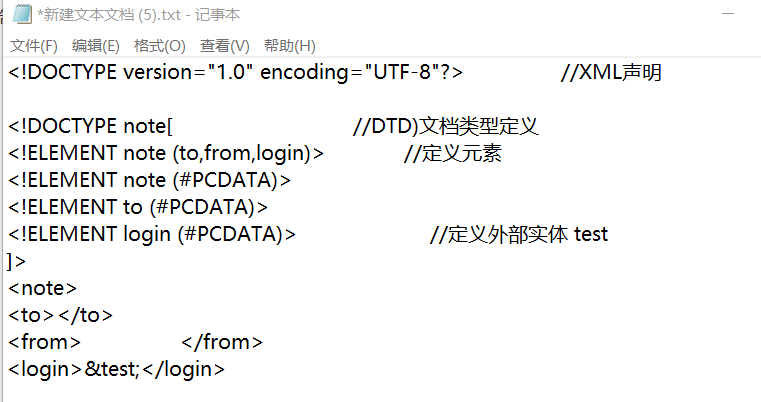 *新建文本文档 (5).txt - 记事本
文件(F) 编辑(E) 格式(O) 查看(V) 帮助(H)
<!DOCTYPE version="1.0" encoding="UTF-8"?> //XML声明
<!DOCTYPE note[ //DTD)文档类型定义
<!ELEMENT note (to,from,login)> //定义元素
<!ELEMENT note (#PCDATA)>
<!ELEMENT to (#PCDATA)>
<!ELEMENT login (#PCDATA)> //定义外部实体 test
]>
<note>
<to></to>
<from> </from>
<login>&test;</login>